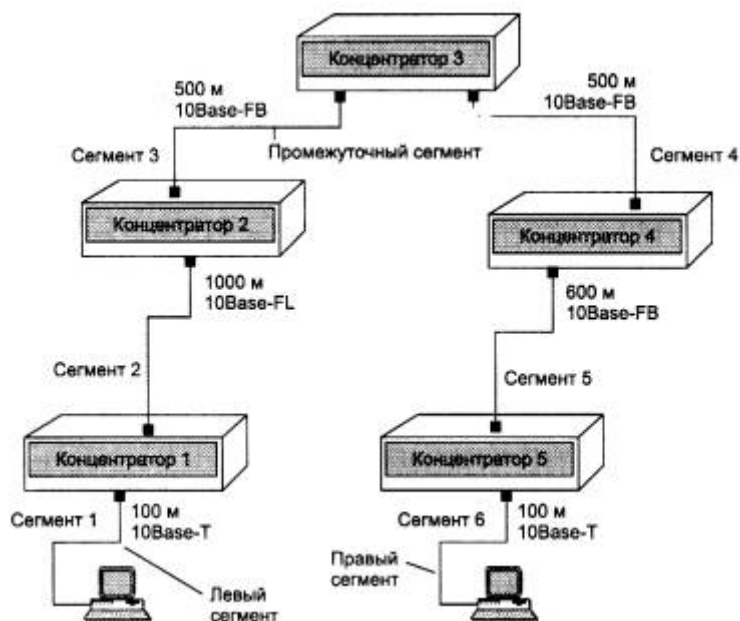 Концентратор 3
500 м
10Base-FB
500 м
10Base-FB
Сегмент 3
Промежуточный сегмент
Сегмент 4
Концентратор 2
Концентратор 4
1000 м
10Base-FL
600 м
10Base-FB
Сегмент 2
Сегмент 5
Концентратор 1
Концентратор 5
Сегмент 1
100 м
10Base-T
Сегмент 6
100 м
10Base-T
Левый
сегмент
Правый
сегмент